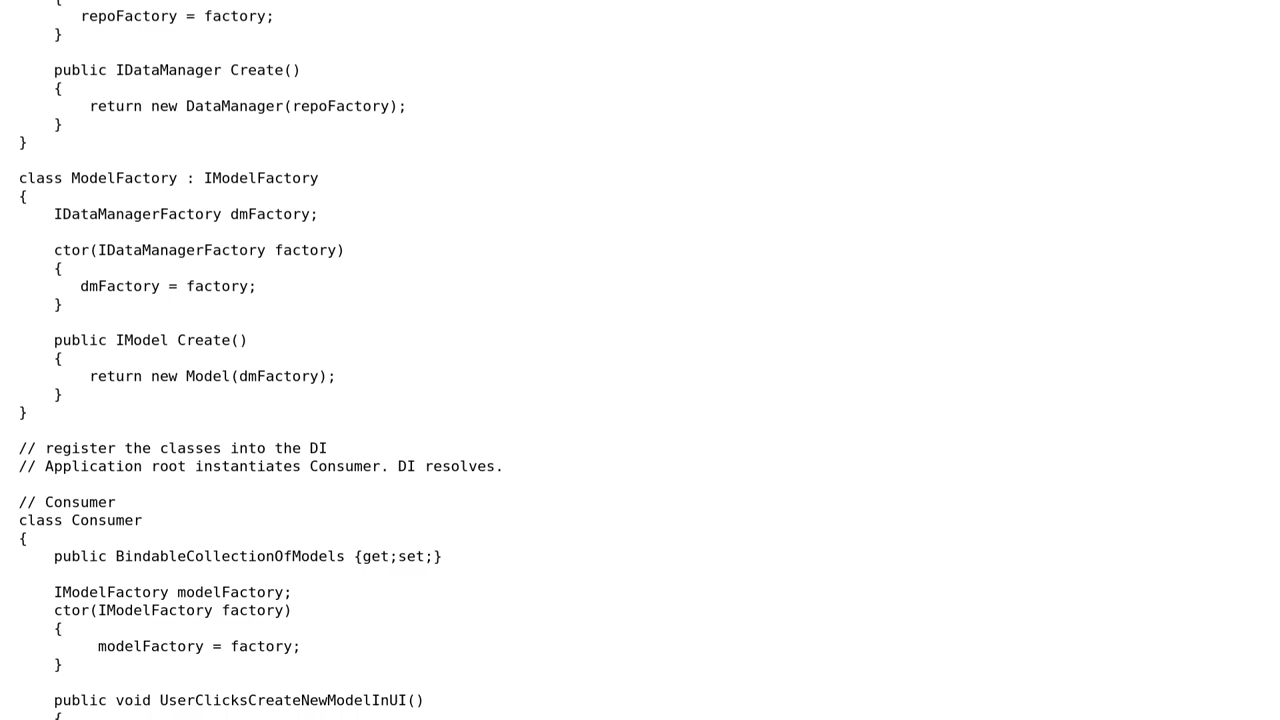 {
repoFactory = factory;
}
public IDataManager Create()
{
return new DataManager(repoFactory);
}
}
class ModelFactory : IModelFactory
{
IDataManagerFactory dmFactory;
ctor(IDataManagerFactory factory)
{
dmFactory = factory;
}
public IModel Create()
{
return new Model(dmFactory);
}
}
// register the classes into the DI
// Application root instantiates Consumer. DI resolves.
// Consumer
class Consumer
{
public BindableCollectionOfModels {get;set;}
IModelFactory modelFactory;
ctor(IModelFactory factory)
{
modelFactory = factory;
}
public void UserClicksCreateNewModelInUI()
{